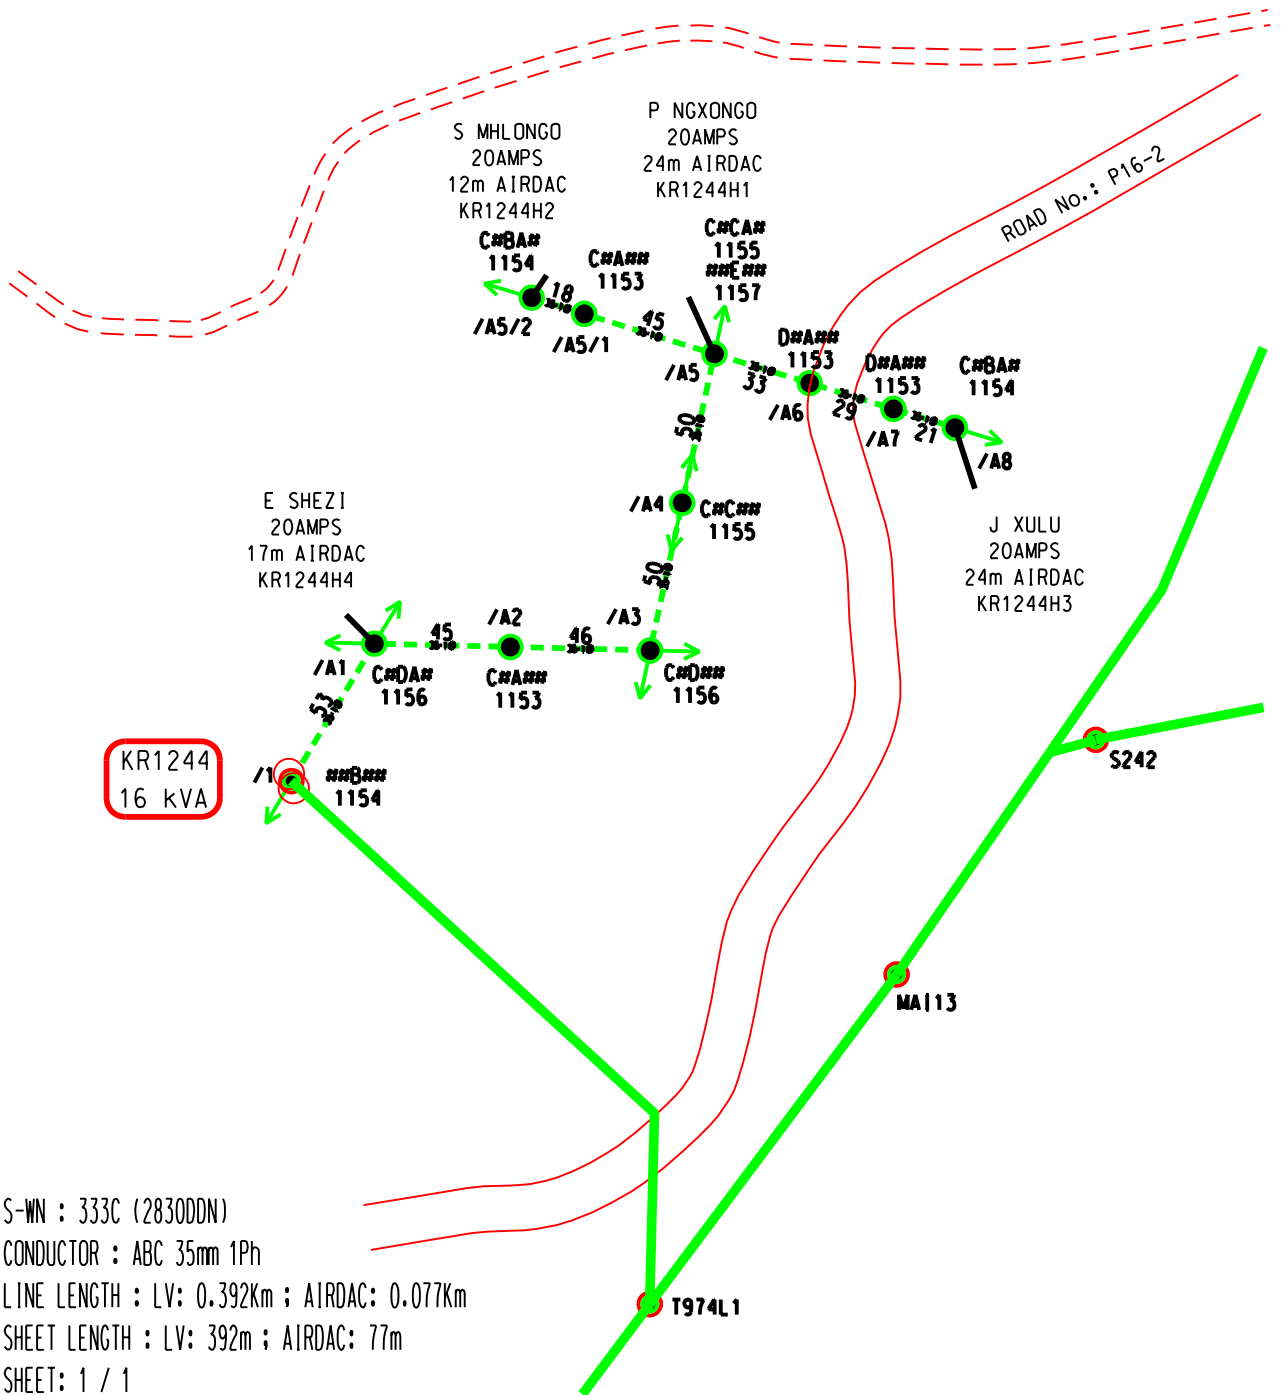 P NGXONGO
20AMPS
24m AIRDAC
KR1244H1
S MHLONGO
20AMPS
12m AIRDAC
KR1244H2
ROAD No.: P16-2
C#CA#
1155
##E##
1157
C#BA#
1154
C#A##
1153
18
45
/A5/2
/A5/1
/A5
33
D#A##
1153
/A6
29
D#A##
1153
/A7
21
C#BA#
1154
/A8
50
/A4
C#C##
1155
50
E SHEZI
20AMPS
17m AIRDAC
KR1244H4
J XULU
20AMPS
24m AIRDAC
KR1244H3
/A1
45
/A2
46
/A3
C#DA#
1156
C#A##
1153
C#D##
1156
53
KR1244
16 kVA
/1
##B##
1154
S242
MAI13
T974L1
S-WN : 333C (2830DDN)
CONDUCTOR : ABC 35mm 1Ph
LINE LENGTH : LV: 0.392Km ; AIRDAC: 0.077Km
SHEET LENGTH : LV: 392m ; AIRDAC: 77m
SHEET: 1 / 1